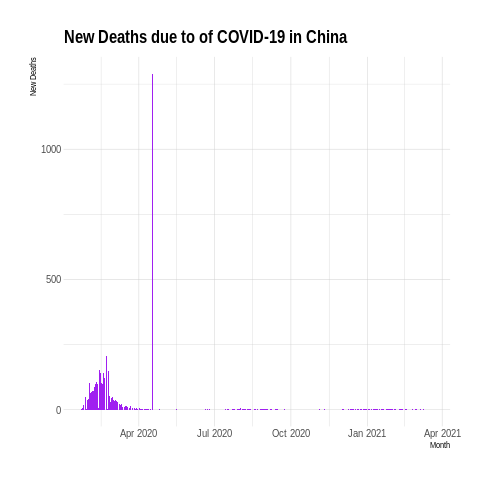 New Deaths due to of COVID-19 in China
New Deaths
1000
500
0
Apr 2020 Jul 2020 Oct 2020 Jan 2021 Apr 2021
Month